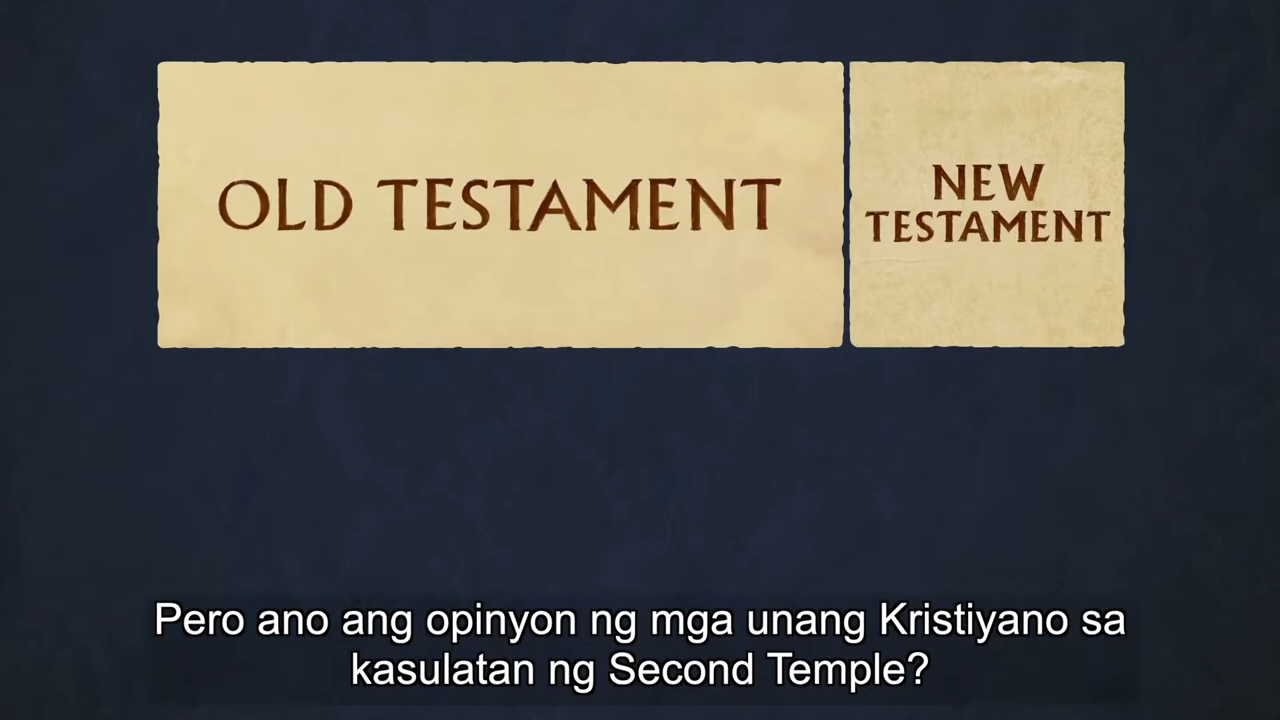 OLD TESTAMENT
NEW
TESTAMENT
Pero ano ang opinyon ng mga unang Kristiyano sa
kasulatan ng Second Temple?